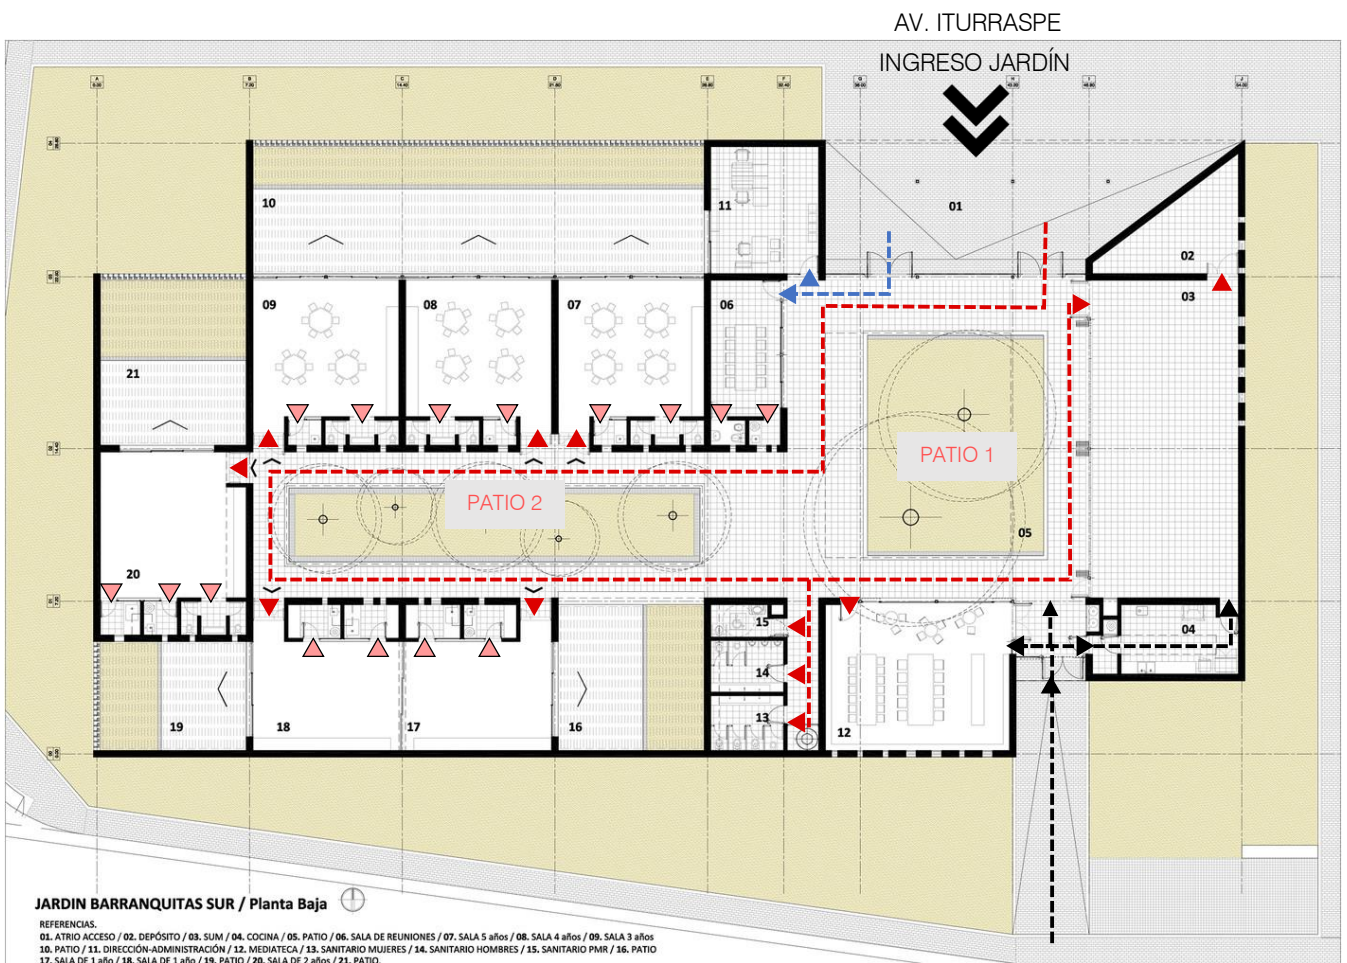 AV. ITURRASPE
INGRESO JARDÍN
A
B
C
D
E
F
G
H
I
J
01
02
03
04
05
06
07
08
09
10
11
12
13
14
15
16
17
18
19
20
21
PATIO 1
PATIO 2
JARDIN BARRANQUITAS SUR / Planta Baja
REFERENCIAS.
01. ATRIO ACCESO / 02. DEPÓSITO / 03. SUM / 04. COCINA / 05. PATIO / 06. SALA DE REUNIONES / 07. SALA 5 años / 08. SALA 4 años / 09. SALA 3 años
10. PATIO / 11. DIRECCIÓN-ADMINISTRACIÓN / 12. MEDIATECA / 13. SANITARIO MUJERES / 14. SANITARIO HOMBRES / 15. SANITARIO PMR / 16. PATIO
17. SALA DE 1 año / 18. SALA DE 1 año / 19. PATIO / 20. SALA DE 2 años / 21. PATIO.